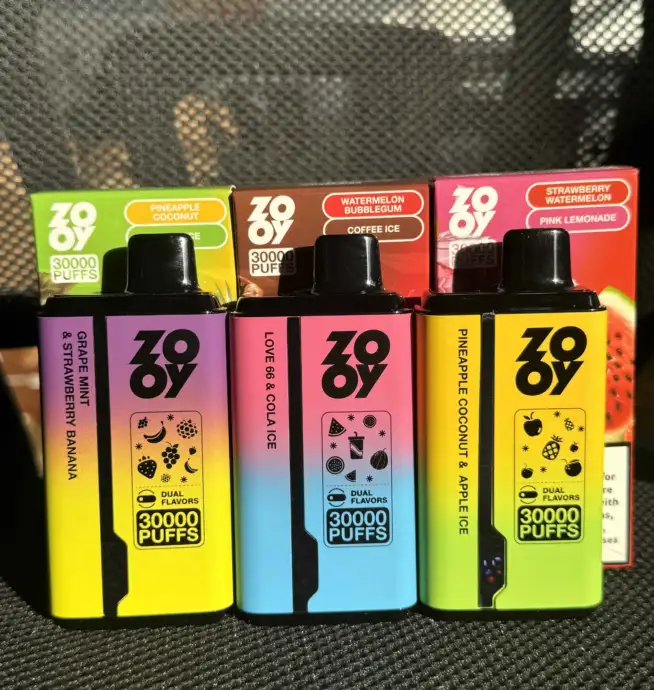 ZO
OY
PINEAPPLE
COCONUT
30000
PUFFS
ZO
OY
WATERMELON
BUBBLEGUM
COFFEE ICE
30000
PUFFS
ZO
OY
STRAWBERRY
WATERMELON
PINK LEMONADE
30000
PUFFS
GRAPE MINT
& STRAWBERRY BANANA
ZO
OY
DUAL
FLAVORS
30000
PUFFS
LOVE 66 & COLA ICE
ZO
OY
DUAL
FLAVORS
30000
PUFFS
PINEAPPLE COCONUT & APPLE ICE
ZO
OY
DUAL
FLAVORS
30000
PUFFS